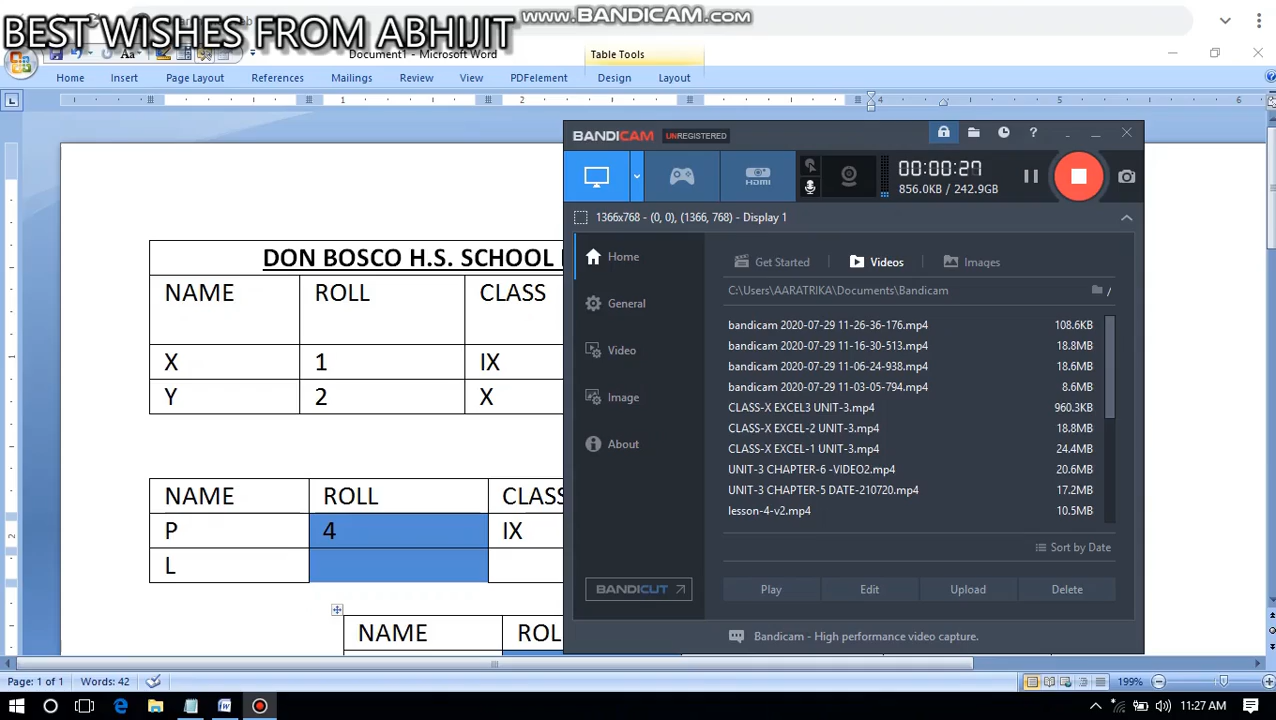 www.BANDICAM.com
BEST WISHES FROM ABHIJIT
Document1 - Microsoft Word
Table Tools
Home Insert Page Layout References Mailings Review View PDFelement Design Layout
1 2 4 5 6
BANDICAM UNREGISTERED
HDMI
00:00:27
856.0KB / 242.9GB
1366x768 - (0, 0), (1366, 768) - Display 1
Home
General
Video
Image
About
BANDICUT
Get Started Videos Images
C:\Users\AARATRIKA\Documents\Bandicam
bandicam 2020-07-29 11-26-36-176.mp4 108.6KB
bandicam 2020-07-29 11-16-30-513.mp4 18.8MB
bandicam 2020-07-29 11-06-24-938.mp4 18.6MB
bandicam 2020-07-29 11-03-05-794.mp4 8.6MB
CLASS-X EXCEL3 UNIT-3.mp4 960.3KB
CLASS-X EXCEL-2 UNIT-3.mp4 18.8MB
CLASS-X EXCEL-1 UNIT-3.mp4 24.4MB
UNIT-3 CHAPTER-6 -VIDEO2.mp4 20.6MB
UNIT-3 CHAPTER-5 DATE-210720.mp4 17.2MB
lesson-4-v2.mp4 10.5MB
Sort by Date
Play Edit Upload Delete
Bandicam - High performance video capture.
DON BOSCO H.S. SCHOOL
NAME ROLL CLASS
X 1 IX
Y 2 X
NAME ROLL CLASS
P 4 IX
L
NAME ROL
Page: 1 of 1 Words: 42 199%
11:27 AM